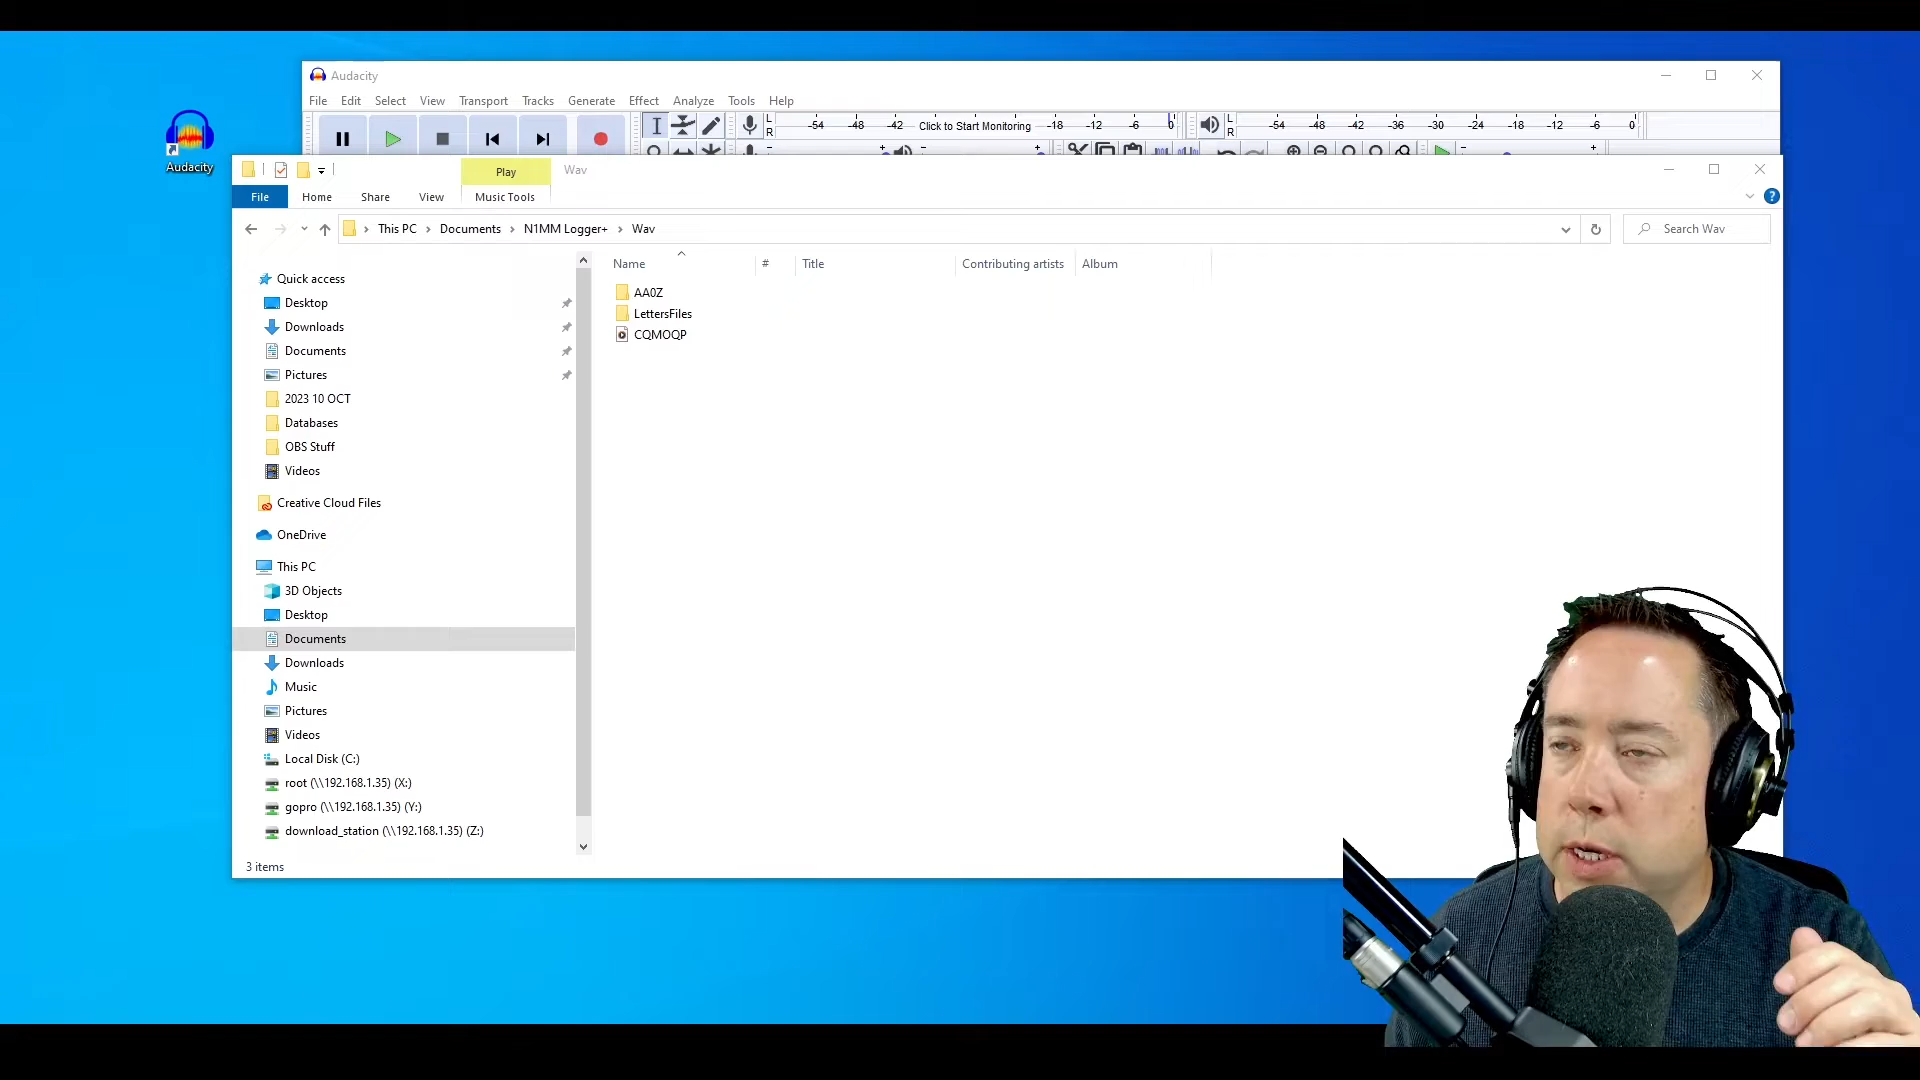 Audacity
File Edit Select View Transport Tracks Generate Effect Analyze Tools Help
L
R
-54 -48 -42 Click to Start Monitoring -18 -12 -6 0
L
R
-54 -48 -42 -36 -30 -24 -18 -12 -6 0
Audacity
Play
Wav
File Home Share View Music Tools
This PC > Documents > N1MM Logger+ > Wav
Search Wav
Name # Title Contributing artists Album
AA0Z
LettersFiles
CQMOQP
Quick access
Desktop
Downloads
Documents
Pictures
2023 10 OCT
Databases
OBS Stuff
Videos
Creative Cloud Files
OneDrive
This PC
3D Objects
Desktop
Documents
Downloads
Music
Pictures
Videos
Local Disk (C:)
root (\\192.168.1.35) (X:)
gopro (\\192.168.1.35) (Y:)
download_station (\\192.168.1.35) (Z:)
3 items